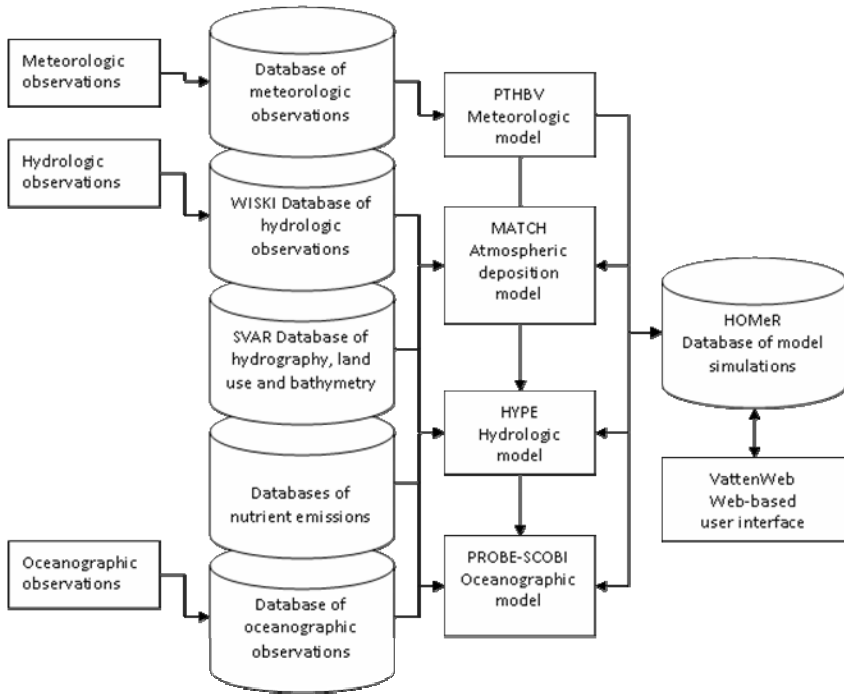 Meteorologic
observations
Hydrologic
observations
Oceanographic
observations
Database of
meteorologic
observations
WISKI Database of
hydrologic
observations
SVAR Database of
hydrography, land
use and bathymetry
Databases of
nutrient emissions
Database of
oceanographic
observations
PTHBV
Meteorologic
model
MATCH
Atmospheric
deposition
model
HYPE
Hydrologic
model
PROBE-SCOBI
Oceanographic
model
HOMeR
Database of model
simulations
VattenWeb
Web-based
user interface